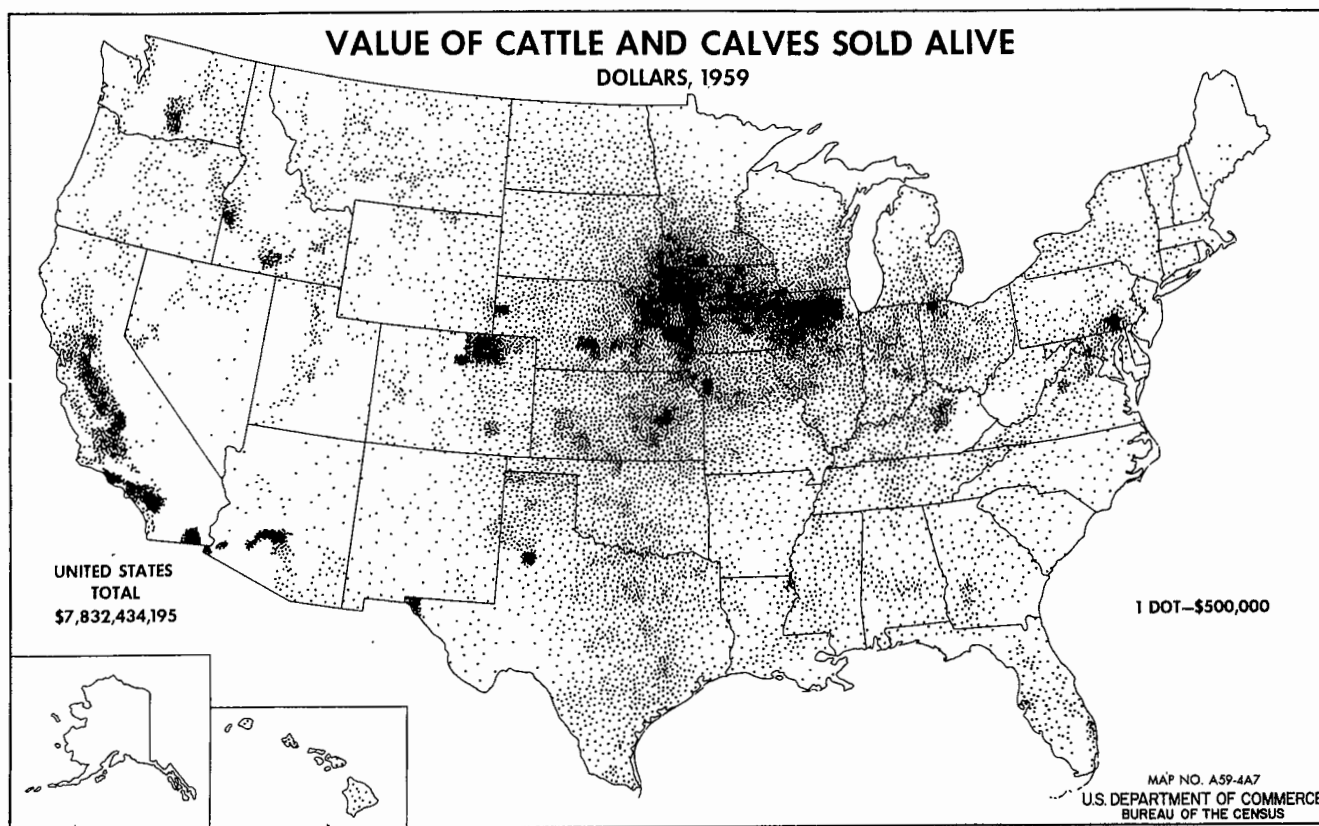 VALUE OF CATTLE AND CALVES SOLD ALIVE
DOLLARS, 1959
UNITED STATES
TOTAL
$7,832,434,195
1 DOT—$500,000
MAP NO. A59-4A7
U.S. DEPARTMENT OF COMMERCE
BUREAU OF THE CENSUS